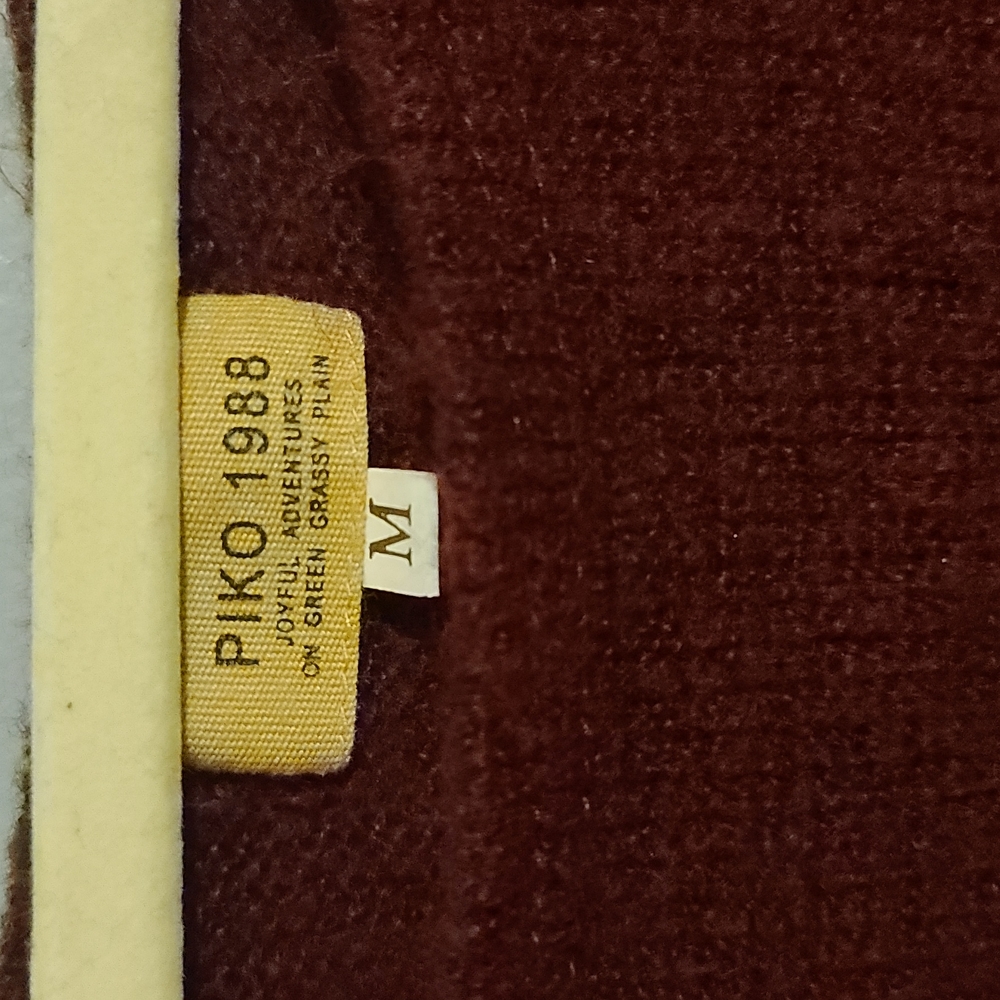 PIKO 1988
JOYFUL ADVENTURES
ON GREEN GRASSY PLAIN
M